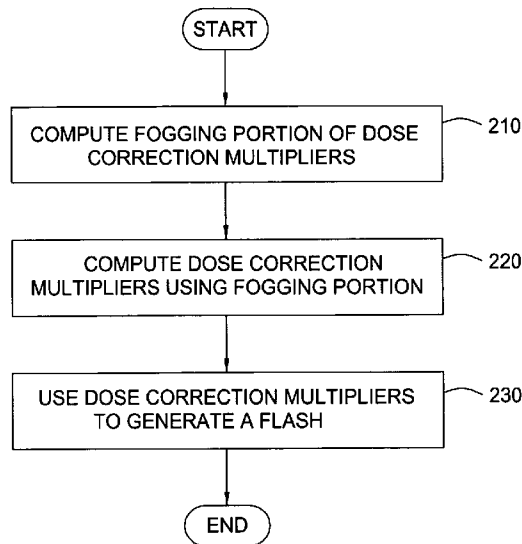 START
COMPUTE FOGGING PORTION OF DOSE
CORRECTION MULTIPLIERS
210
COMPUTE DOSE CORRECTION
MULTIPLIERS USING FOGGING PORTION
220
USE DOSE CORRECTION MULTIPLIERS
TO GENERATE A FLASH
230
END